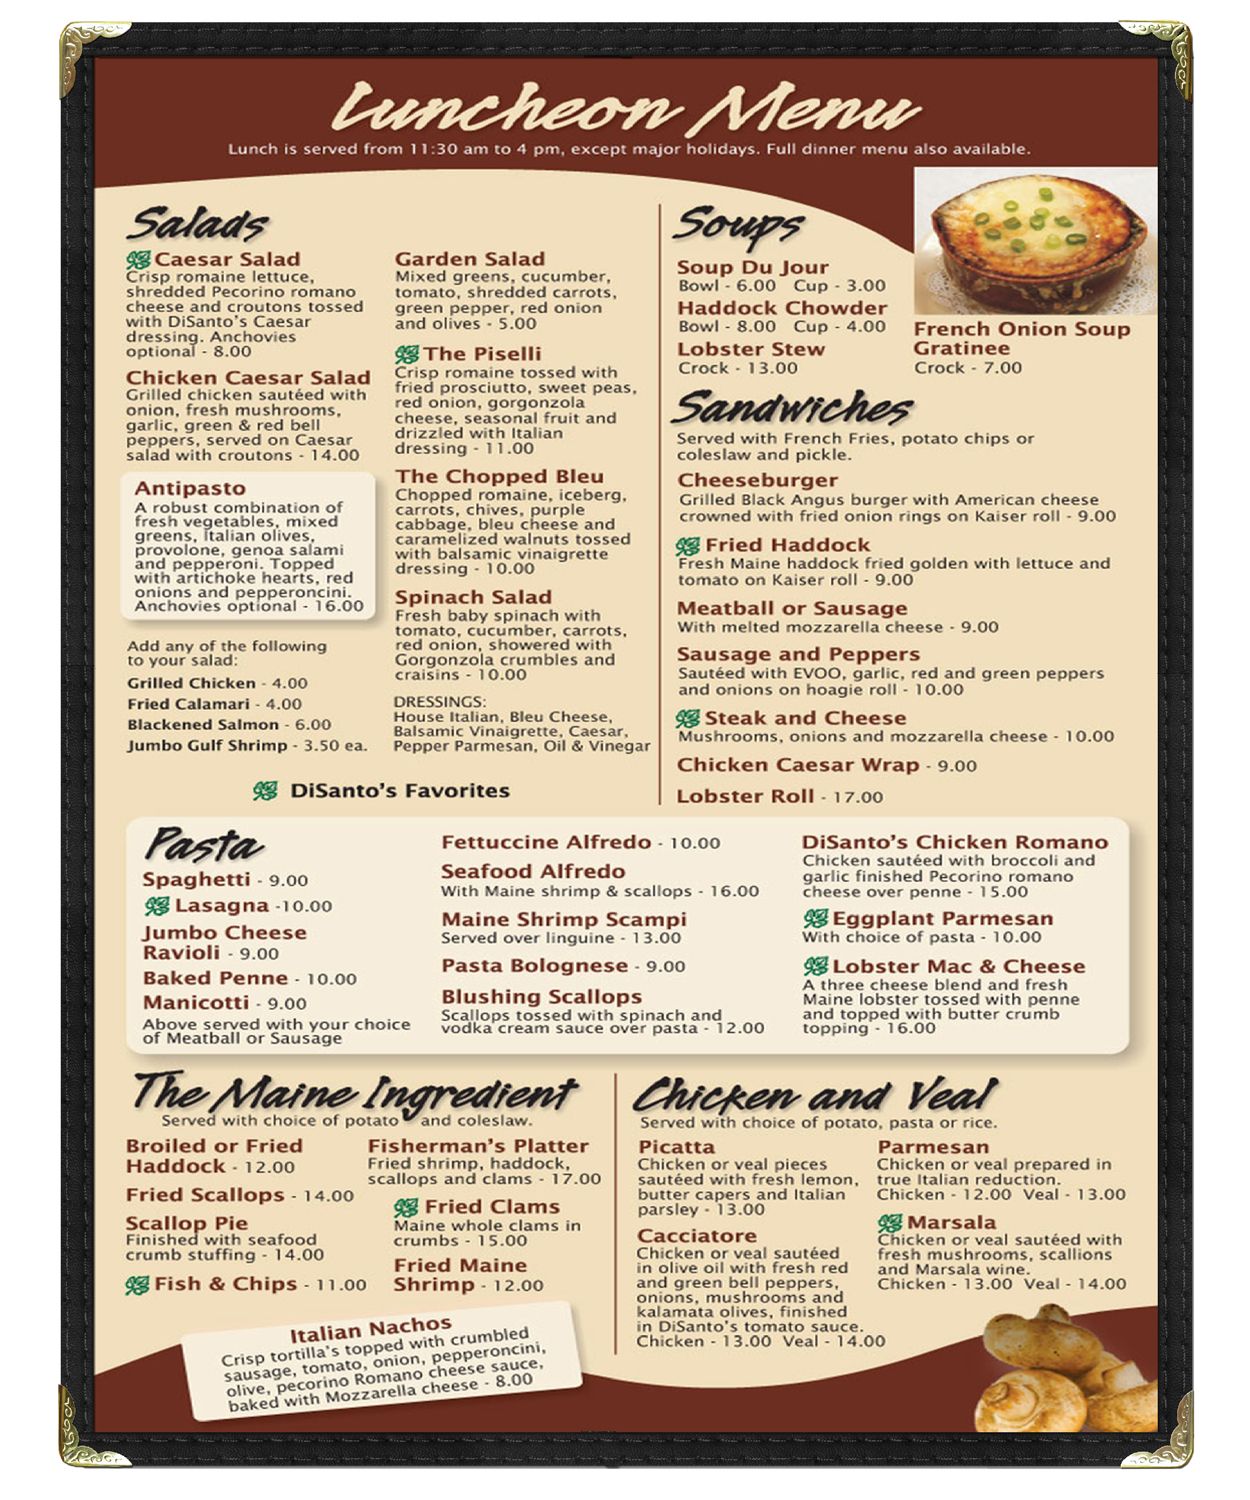 Luncheon Menu
Lunch is served from 11:30 am to 4 pm, except major holidays. Full dinner menu also available.
Salads
Caesar Salad
Crisp romaine lettuce,
shredded Pecorino romano
cheese and croutons tossed
with DiSanto's Caesar
dressing. Anchovies
optional - 8.00
Chicken Caesar Salad
Grilled chicken sautéed with
onion, fresh mushrooms,
garlic, green & red bell
peppers, served on Caesar
salad with croutons - 14.00
Antipasto
A robust combination of
fresh vegetables, mixed
greens, Italian olives,
provolone, genoa salami
and pepperoni. Topped
with artichoke hearts, red
onions and pepperoncini.
Anchovies optional - 16.00
Add any of the following
to your salad:
Grilled Chicken - 4.00
Fried Calamari - 4.00
Blackened Salmon - 6.00
Jumbo Gulf Shrimp - 3.50 ea.
Garden Salad
Mixed greens, cucumber,
tomato, shredded carrots,
green pepper, red onion
and olives - 5.00
The Piselli
Crisp romaine tossed with
fried prosciutto, sweet peas,
red onion, gorgonzola
cheese, seasonal fruit and
drizzled with Italian
dressing - 11.00
The Chopped Bleu
Chopped romaine, iceberg,
carrots, chives, purple
cabbage, bleu cheese and
caramelized walnuts tossed
with balsamic vinaigrette
dressing - 10.00
Spinach Salad
Fresh baby spinach with
tomato, cucumber, carrots,
red onion, showered with
Gorgonzola crumbles and
craisins - 10.00
DRESSINGS:
House Italian, Bleu Cheese,
Balsamic Vinaigrette, Caesar,
Pepper Parmesan, Oil & Vinegar
DiSanto's Favorites
Soups
Soup Du Jour
Bowl - 6.00 Cup - 3.00
Haddock Chowder
Bowl - 8.00 Cup - 4.00
Lobster Stew
Crock - 13.00
French Onion Soup
Gratinee
Crock - 7.00
Sandwiches
Served with French Fries, potato chips or
coleslaw and pickle.
Cheeseburger
Grilled Black Angus burger with American cheese
crowned with fried onion rings on Kaiser roll - 9.00
Fried Haddock
Fresh Maine haddock fried golden with lettuce and
tomato on Kaiser roll - 9.00
Meatball or Sausage
With melted mozzarella cheese - 9.00
Sausage and Peppers
Sautéed with EVOO, garlic, red and green peppers
and onions on hoagie roll - 10.00
Steak and Cheese
Mushrooms, onions and mozzarella cheese - 10.00
Chicken Caesar Wrap - 9.00
Lobster Roll - 17.00
Pasta
Spaghetti - 9.00
Lasagna -10.00
Jumbo Cheese
Ravioli - 9.00
Baked Penne - 10.00
Manicotti - 9.00
Above served with your choice
of Meatball or Sausage
Fettuccine Alfredo - 10.00
Seafood Alfredo
With Maine shrimp & scallops - 16.00
Maine Shrimp Scampi
Served over linguine - 13.00
Pasta Bolognese - 9.00
Blushing Scallops
Scallops tossed with spinach and
vodka cream sauce over pasta - 12.00
DiSanto's Chicken Romano
Chicken sautéed with broccoli and
garlic finished Pecorino romano
cheese over penne - 15.00
Eggplant Parmesan
With choice of pasta - 10.00
Lobster Mac & Cheese
A three cheese blend and fresh
Maine lobster tossed with penne
and topped with butter crumb
topping - 16.00
The Maine Ingredient
Served with choice of potato and coleslaw.
Broiled or Fried
Haddock - 12.00
Fried Scallops - 14.00
Scallop Pie
Finished with seafood
crumb stuffing - 14.00
Fish & Chips - 11.00
Fisherman's Platter
Fried shrimp, haddock,
scallops and clams - 17.00
Fried Clams
Maine whole clams in
crumbs - 15.00
Fried Maine
Shrimp - 12.00
Italian Nachos
Crisp tortilla's topped with crumbled
sausage, tomato, onion, pepperoncini,
olive, pecorino Romano cheese sauce,
baked with Mozzarella cheese - 8.00
Chicken and Veal
Served with choice of potato, pasta or rice.
Picatta
Chicken or veal pieces
sautéed with fresh lemon,
butter capers and Italian
parsley - 13.00
Cacciatore
Chicken or veal sautéed
in olive oil with fresh red
and green bell peppers,
onions, mushrooms and
kalamata olives, finished
in DiSanto's tomato sauce.
Chicken - 13.00 Veal - 14.00
Parmesan
Chicken or veal prepared in
true Italian reduction.
Chicken - 12.00 Veal - 13.00
Marsala
Chicken or veal sautéed with
fresh mushrooms, scallions
and Marsala wine.
Chicken - 13.00 Veal - 14.00